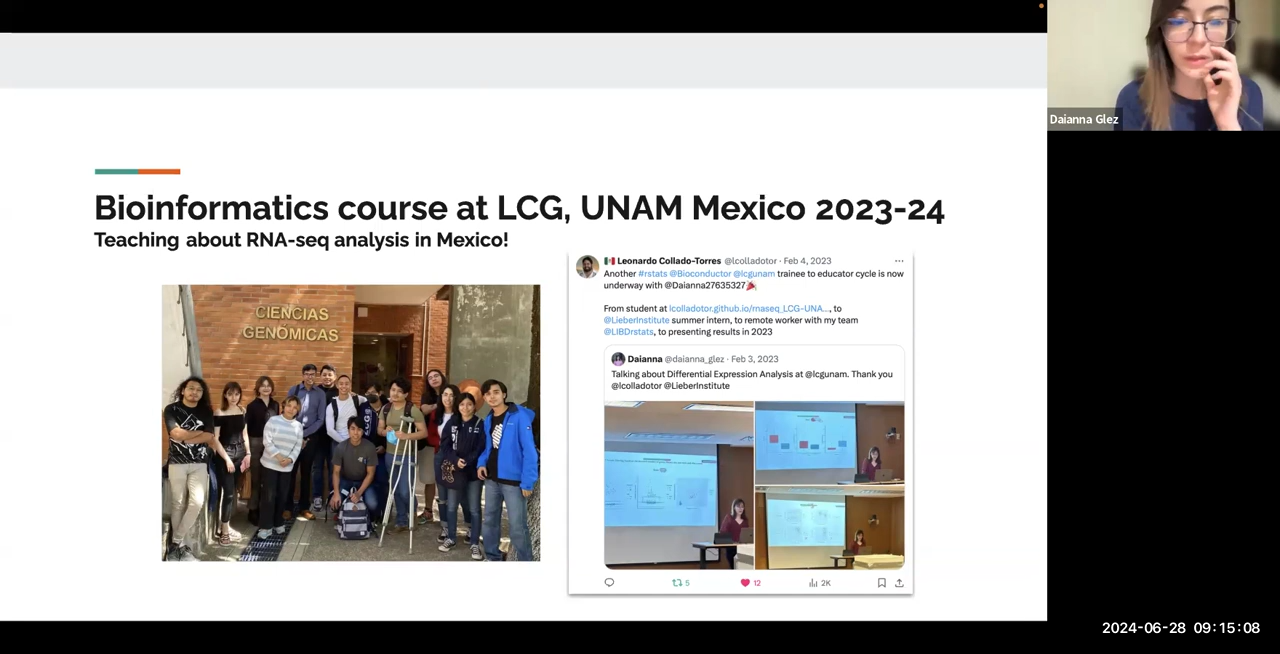 Daianna Glez
Bioinformatics course at LCG, UNAM Mexico 2023-24
Teaching about RNA-seq analysis in Mexico!
CIENCIAS
GENÓMICAS
Leonardo Collado-Torres @lcolladotor · Feb 4, 2023
Another #rstats @Bioconductor @lcgunam trainee to educator cycle is now
underway with @Daianna27635327
From student at lcolladotor.github.io/rnaseq_LCG-UNA..., to
@LieberInstitute summer intern, to remote worker with my team
@LIBDrstats, to presenting results in 2023
Daianna @daianna_glez · Feb 3, 2023
Talking about Differential Expression Analysis at @lcgunam. Thank you
@lcolladotor @LieberInstitute
5
12
2K
2024-06-28 09:15:08